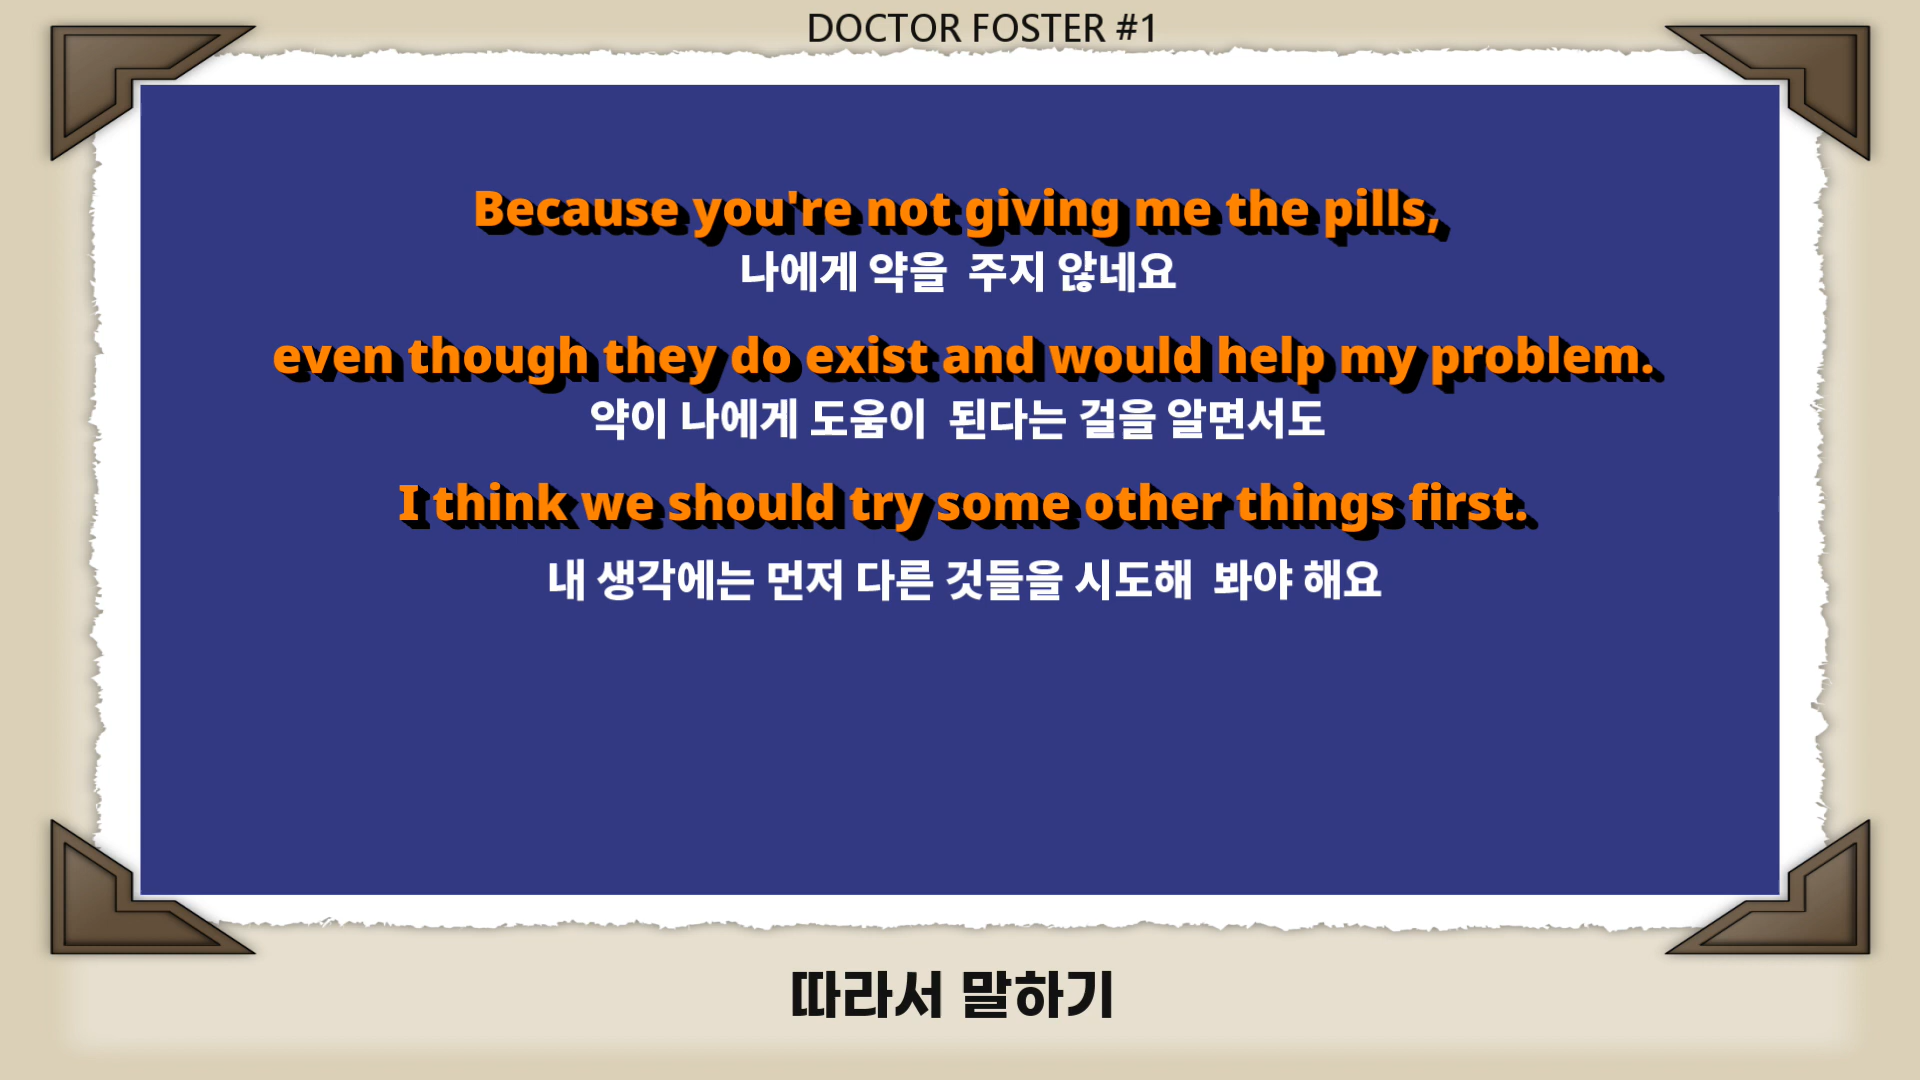 DOCTOR FOSTER #1
Because you're not giving me the pills,
나에게 약을 주지 않네요
even though they do exist and would help my problem.
약이 나에게 도움이 된다는 걸을 알면서도
I think we should try some other things first.
내 생각에는 먼저 다른 것들을 시도해 봐야 해요
따라서 말하기